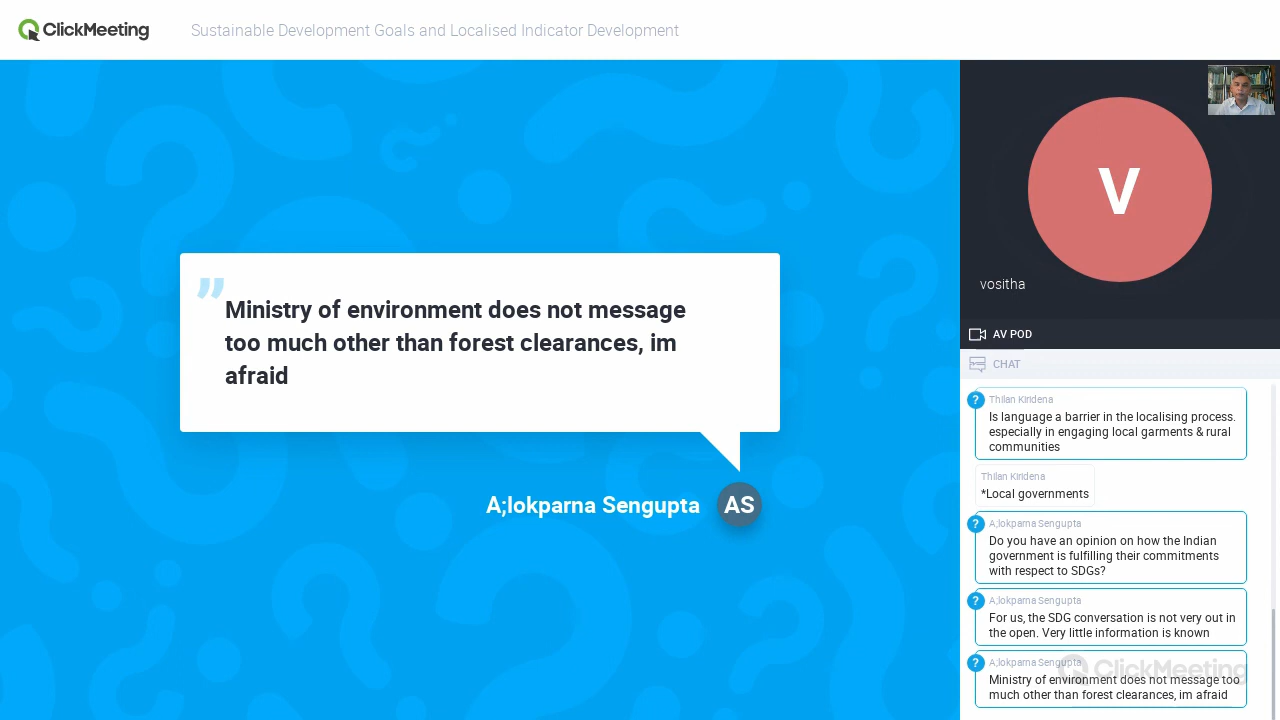 ClickMeeting
Sustainable Development Goals and Localised Indicator Development
Ministry of environment does not message
too much other than forest clearances, im
afraid
A;lokparna Sengupta
AS
V
vositha
AV POD
CHAT
?
Thilan Kiridena
Is language a barrier in the localising process.
especially in engaging local garments & rural
communities
Thilan Kiridena
*Local governments
?
A;lokparna Sengupta
Do you have an opinion on how the Indian
government is fulfilling their commitments
with respect to SDGs?
?
A;lokparna Sengupta
For us, the SDG conversation is not very out in
the open. Very little information is known
?
A;lokparna Sengupta
ClickMeeting
Ministry of environment does not message too
much other than forest clearances, im afraid